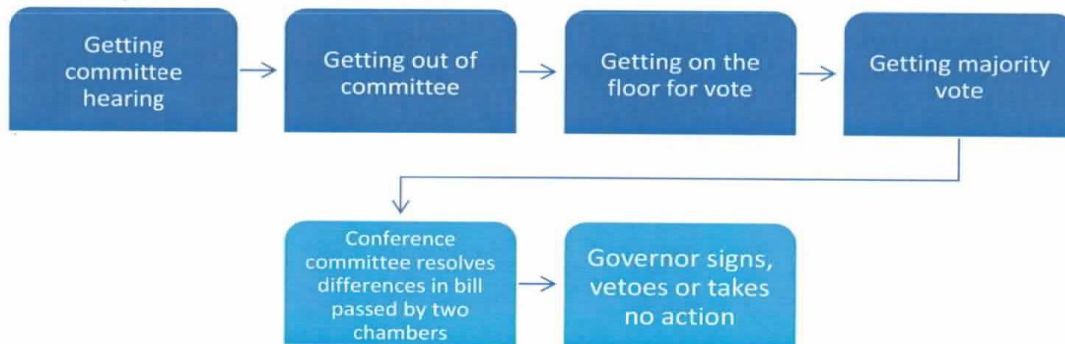 Getting
committee
hearing
Getting out of
committee
Getting on the
floor for vote
Getting majority
vote
Conference
committee resolves
differences in bill
passed by two
chambers
Governor signs,
vetoes or takes
no action